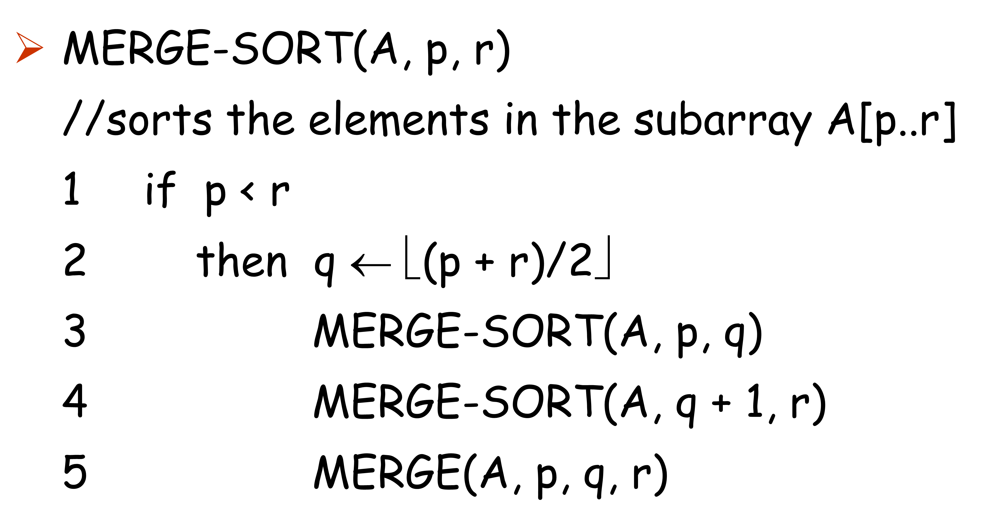 MERGE-SORT(A, p, r)
//sorts the elements in the subarray A[p..r]
1 if p < r
2 then q ← ⌊(p + r)/2⌋
3 MERGE-SORT(A, p, q)
4 MERGE-SORT(A, q + 1, r)
5 MERGE(A, p, q, r)